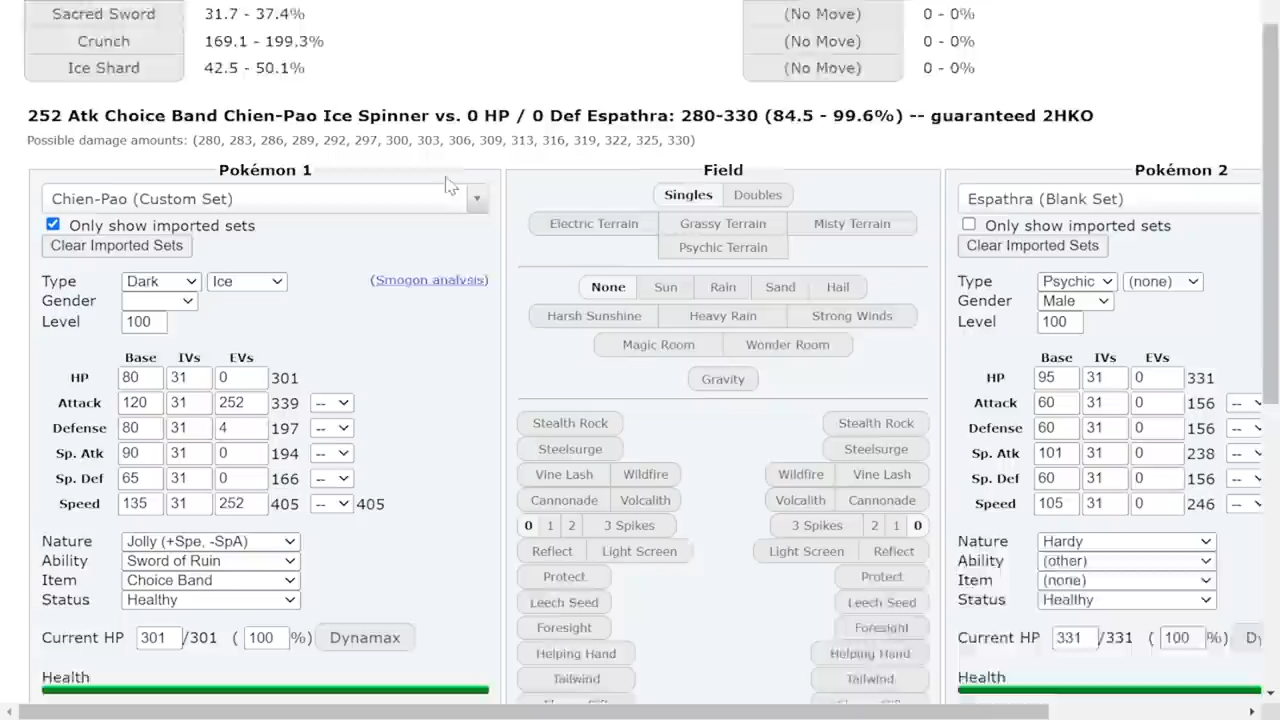 Sacred Sword 31.7 - 37.4% (No Move) 0 - 0%
Crunch 169.1 - 199.3% (No Move) 0 - 0%
Ice Shard 42.5 - 50.1% (No Move) 0 - 0%
252 Atk Choice Band Chien-Pao Ice Spinner vs. 0 HP / 0 Def Espathra: 280-330 (84.5 - 99.6%) -- guaranteed 2HKO
Possible damage amounts: (280, 283, 286, 289, 292, 297, 300, 303, 306, 309, 313, 316, 319, 322, 325, 330)
Pokémon 1
Chien-Pao (Custom Set)
Only show imported sets
Clear Imported Sets
Type Dark Ice (Smogon analysis)
Gender
Level 100
Base IVs EVs
HP 80 31 0 301
Attack 120 31 252 339 --
Defense 80 31 4 197 --
Sp. Atk 90 31 0 194 --
Sp. Def 65 31 0 166 --
Speed 135 31 252 405 -- 405
Nature Jolly (+Spe, -SpA)
Ability Sword of Ruin
Item Choice Band
Status Healthy
Current HP 301 /301 ( 100 %) Dynamax
Health
Field
Singles Doubles
Electric Terrain Grassy Terrain Misty Terrain
Psychic Terrain
None Sun Rain Sand Hail
Harsh Sunshine Heavy Rain Strong Winds
Magic Room Wonder Room
Gravity
Stealth Rock Stealth Rock
Steelsurge Steelsurge
Vine Lash Wildfire Wildfire Vine Lash
Cannonade Volcalith Volcalith Cannonade
0 1 2 3 Spikes 3 Spikes 2 1 0
Reflect Light Screen Light Screen Reflect
Protect Protect
Leech Seed Leech Seed
Foresight Foresight
Helping Hand Helping Hand
Tailwind Tailwind
Pokémon 2
Espathra (Blank Set)
Only show imported sets
Clear Imported Sets
Type Psychic (none)
Gender Male
Level 100
Base IVs EVs
HP 95 31 0 331
Attack 60 31 0 156 --
Defense 60 31 0 156 --
Sp. Atk 101 31 0 238 --
Sp. Def 60 31 0 156 --
Speed 105 31 0 246 --
Nature Hardy
Ability (other)
Item (none)
Status Healthy
Current HP 331 /331 ( 100 %) Dy
Health